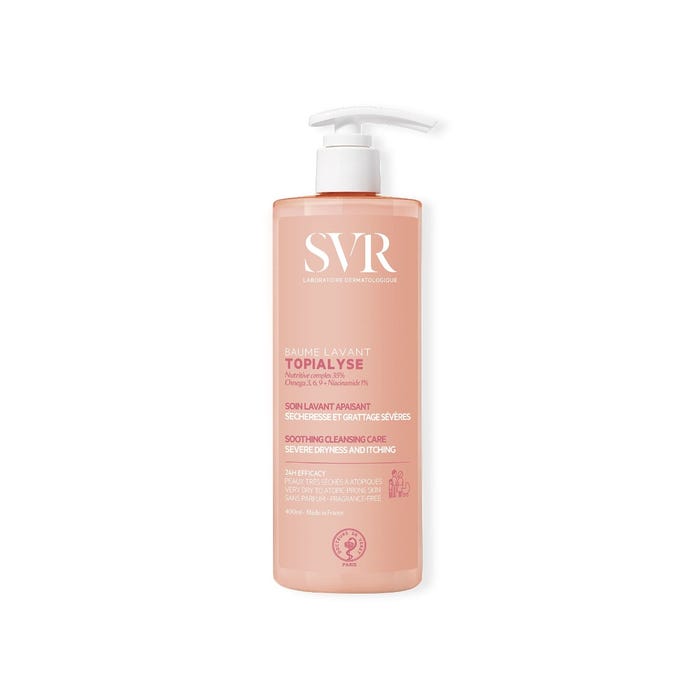 SVR
LABORATOIRE DERMATOLOGIQUE
BAUME LAVANT
TOPIALYSE
Nutritive complex 35%
Omega 3, 6, 9 + Niacinamide 1%
SOIN LAVANT APAISANT
SECHERESSE ET GRATTAGE SÉVÈRES
SOOTHING CLEANSING CARE
SEVERE DRYNESS AND ITCHING
24H EFFICACY
PEAUX TRÈS SÈCHES À ATOPIQUES
VERY DRY TO ATOPIE-PRONE SKIN
SANS PARFUM - FRAGRANCE-FREE
400ml - Made in France
PARIS